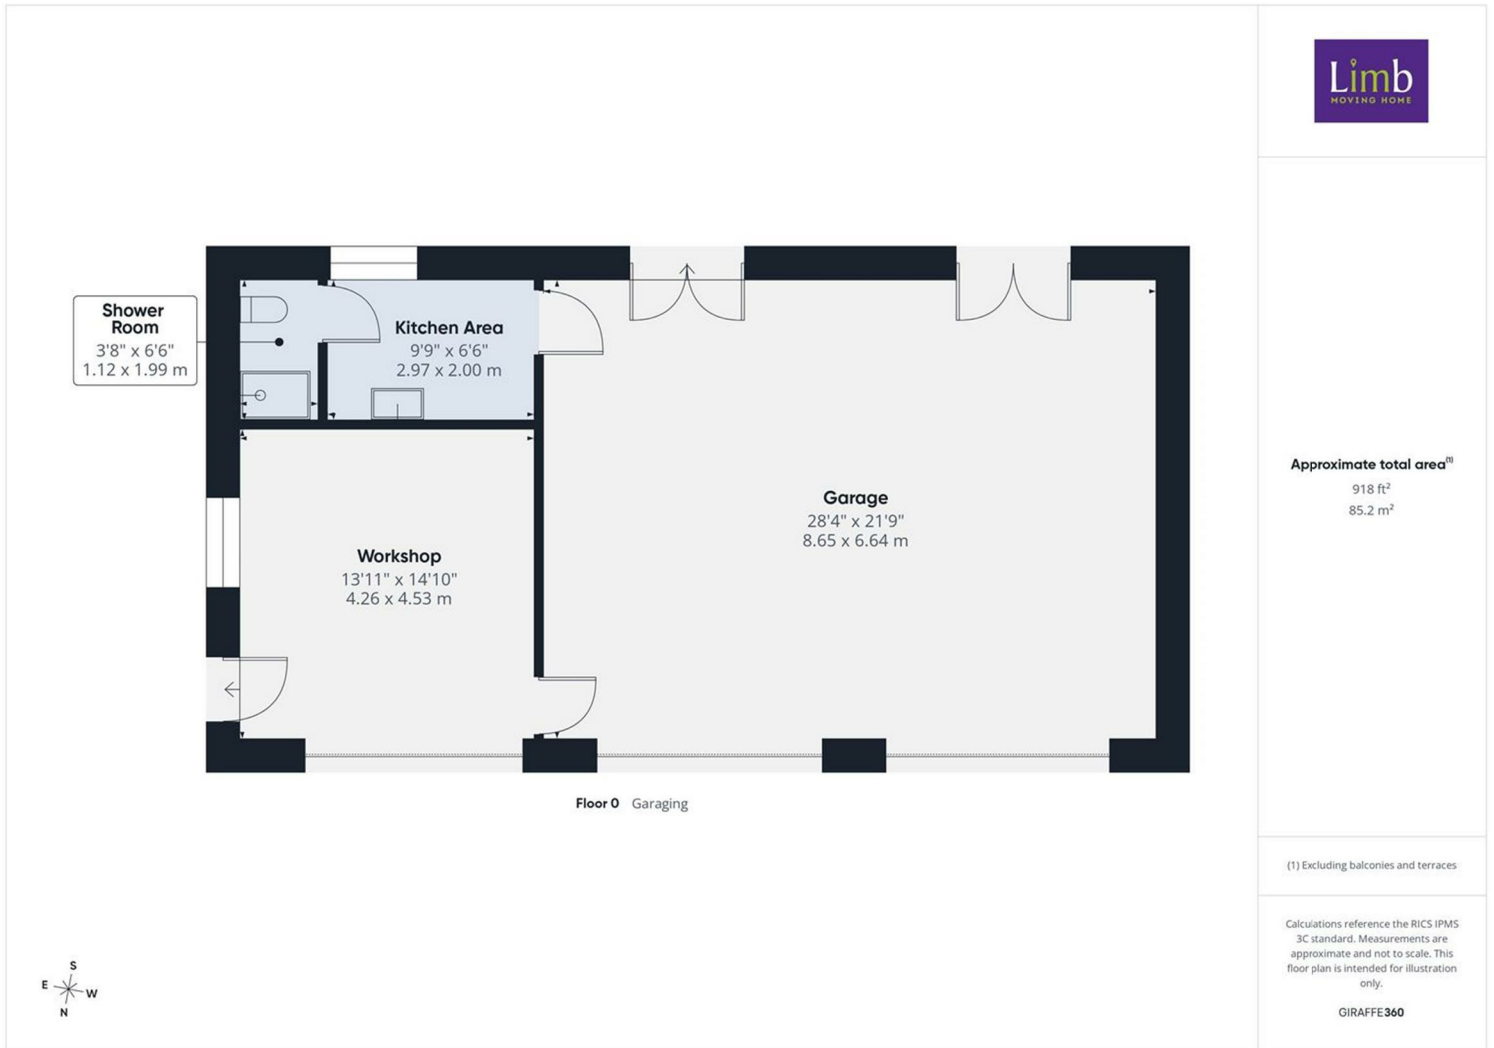 Limb
MOVING HOME
Shower
Room
3'8" x 6'6"
1.12 x 1.99 m
Kitchen Area
9'9" x 6'6"
2.97 x 2.00 m
Garage
28'4" x 21'9"
8.65 x 6.64 m
Workshop
13'11" x 14'10"
4.26 x 4.53 m
Floor 0 Garaging
Approximate total area(1)
918 ft²
85.2 m²
(1) Excluding balconies and terraces
Calculations reference the RICS IPMS
3C standard. Measurements are
approximate and not to scale. This
floor plan is intended for illustration
only.
GIRAFFE360
S
E
W
N